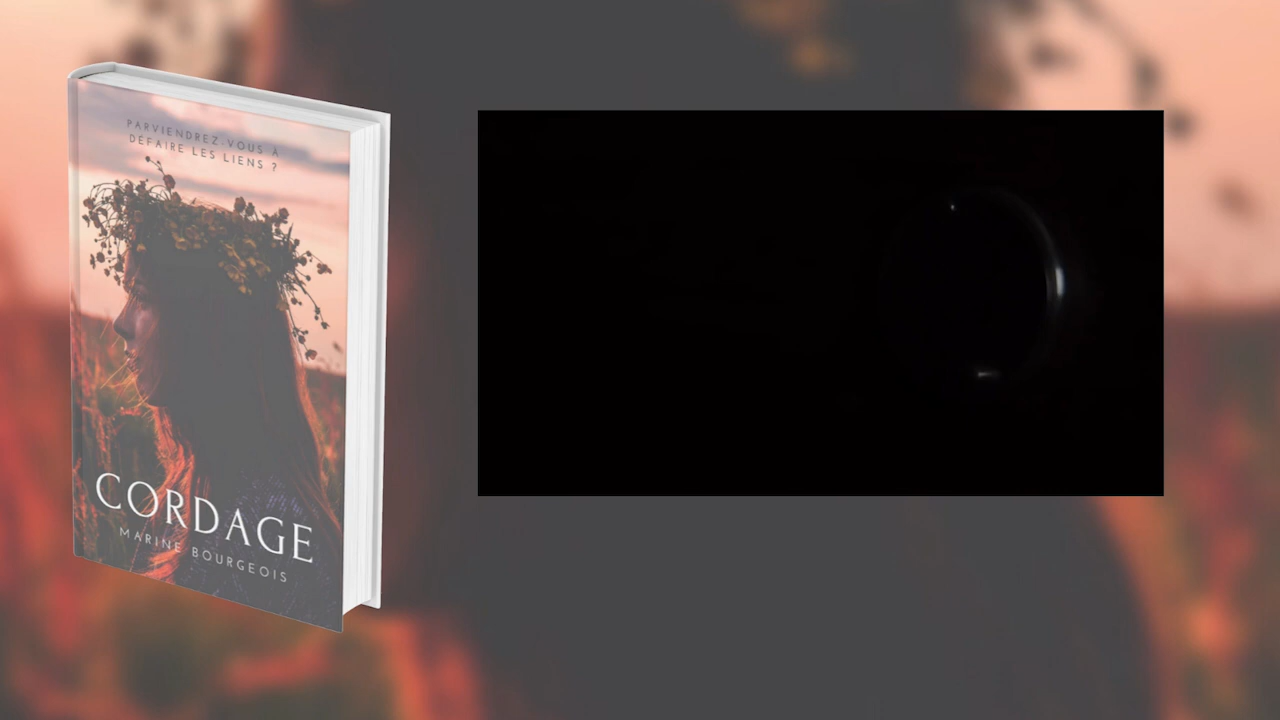 PARVIENDREZ-VOUS À
DÉFAIRE LES LIENS ?
CORDAGE
MARINE BOURGEOIS